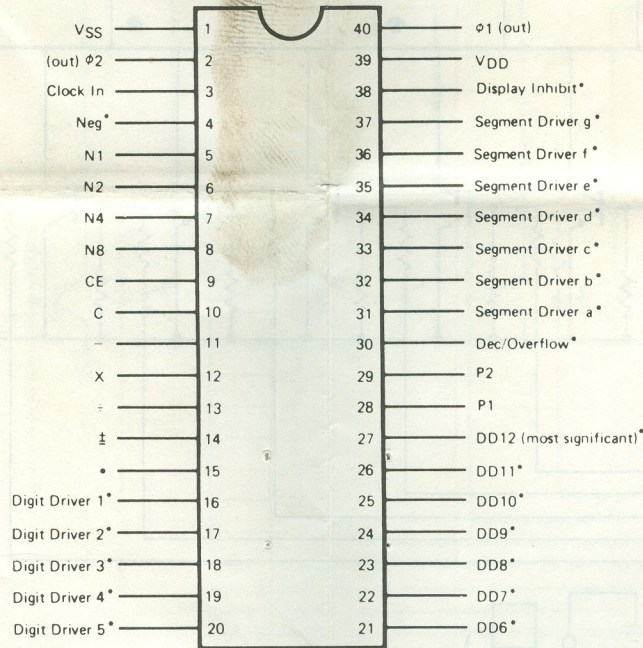 VSS 1 40 φ1 (out)
(out) φ2 2 39 VDD
Clock In 3 38 Display Inhibit*
Neg* 4 37 Segment Driver g*
N1 5 36 Segment Driver f*
N2 6 35 Segment Driver e*
N4 7 34 Segment Driver d*
N8 8 33 Segment Driver c*
CE 9 32 Segment Driver b*
C 10 31 Segment Driver a*
− 11 30 Dec/Overflow*
X 12 29 P2
÷ 13 28 P1
± 14 27 DD12 (most significant)*
• 15 26 DD11*
Digit Driver 1* 16 25 DD10*
Digit Driver 2* 17 24 DD9*
Digit Driver 3* 18 23 DD8*
Digit Driver 4* 19 22 DD7*
Digit Driver 5* 20 21 DD6*